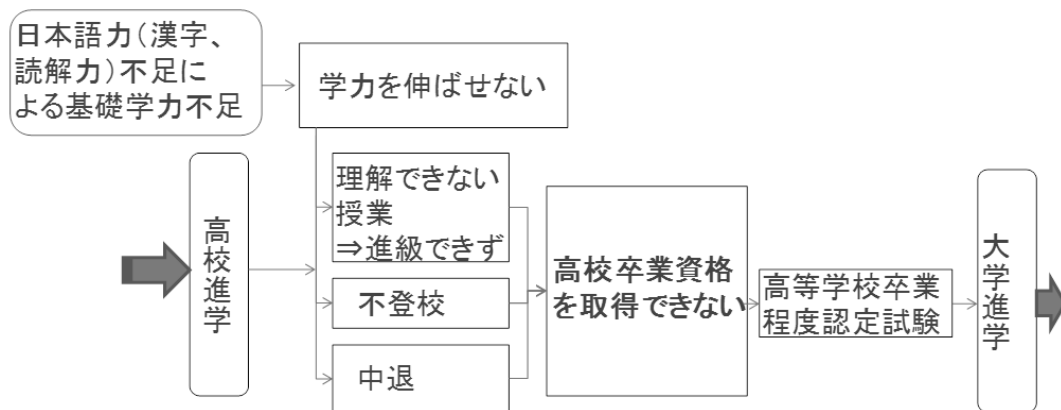 日本語力(漢字、
読解力)不足に
よる基礎学力不足
学力を伸ばせない
高校進学
理解できない
授業
⇒進級できず
不登校
中退
高校卒業資格
を取得できない
高等学校卒業
程度認定試験
大学進学